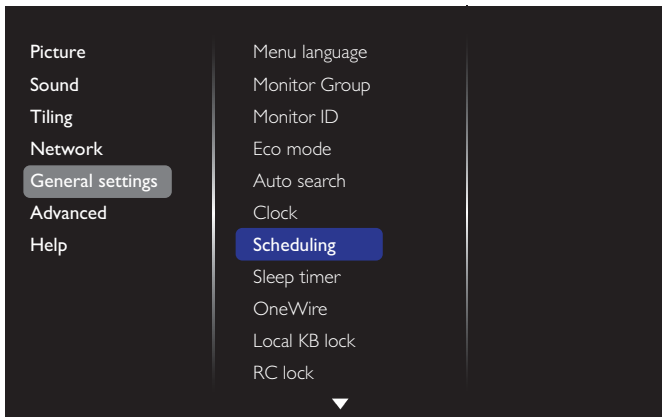 Picture
Sound
Tiling
Network
General settings
Advanced
Help
Menu language
Monitor Group
Monitor ID
Eco mode
Auto search
Clock
Scheduling
Sleep timer
OneWire
Local KB lock
RC lock